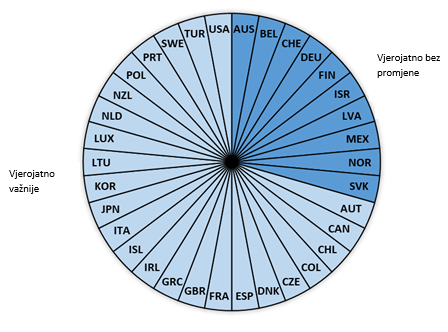 USA
AUS
BEL
CHE
DEU
FIN
ISR
LVA
MEX
NOR
SVK
AUT
CAN
CHL
COL
CZE
DNK
ESP
FRA
GBR
GRC
IRL
ISL
ITA
JPN
KOR
LTU
LUX
NLD
NZL
POL
PRT
SWE
TUR
Vjerojatno bez
promjene
Vjerojatno
važnije